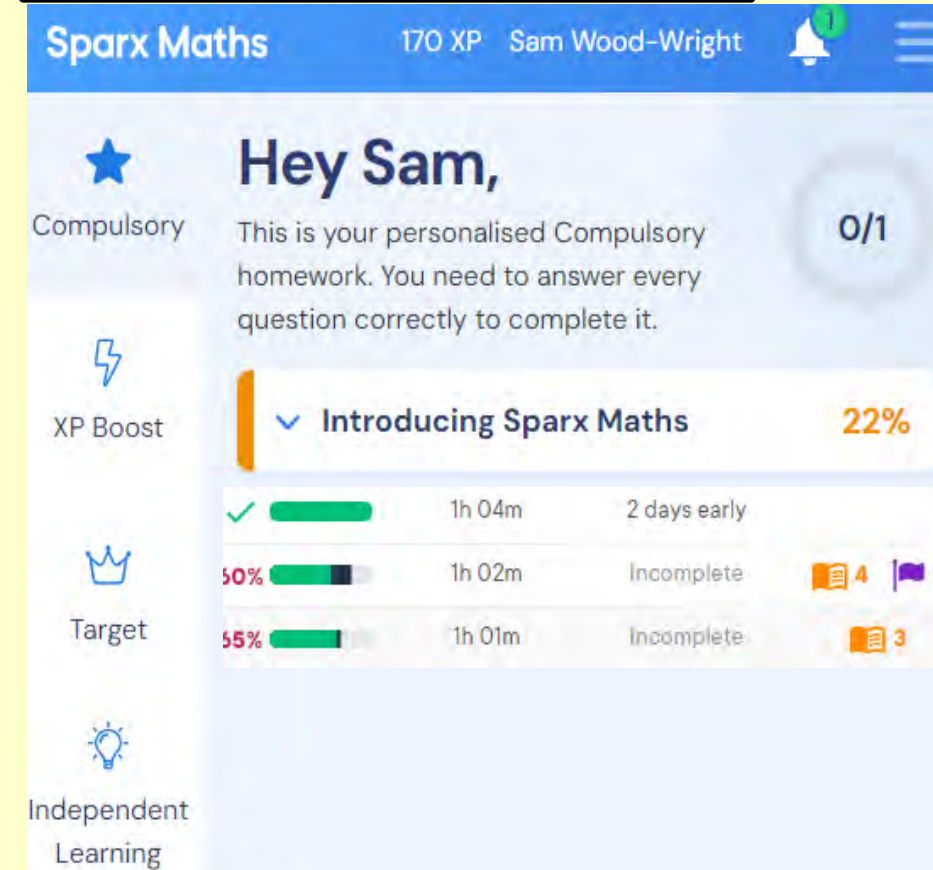 Sparx Maths 170 XP Sam Wood-Wright 1
Compulsory
Hey Sam,
This is your personalised Compulsory
homework. You need to answer every
question correctly to complete it.
0/1
XP Boost
Introducing Sparx Maths 22%
1h 04m 2 days early
60% 1h 02m Incomplete 4
Target
1h 01m Incomplete 3
Independent
Learning